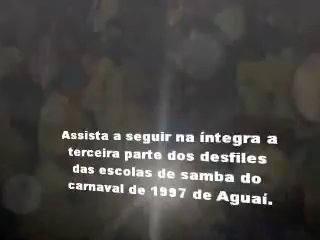 Assista a seguir na íntegra a
terceira parte dos desfiles
das escolas de samba do
carnaval de 1997 de Aguaí.